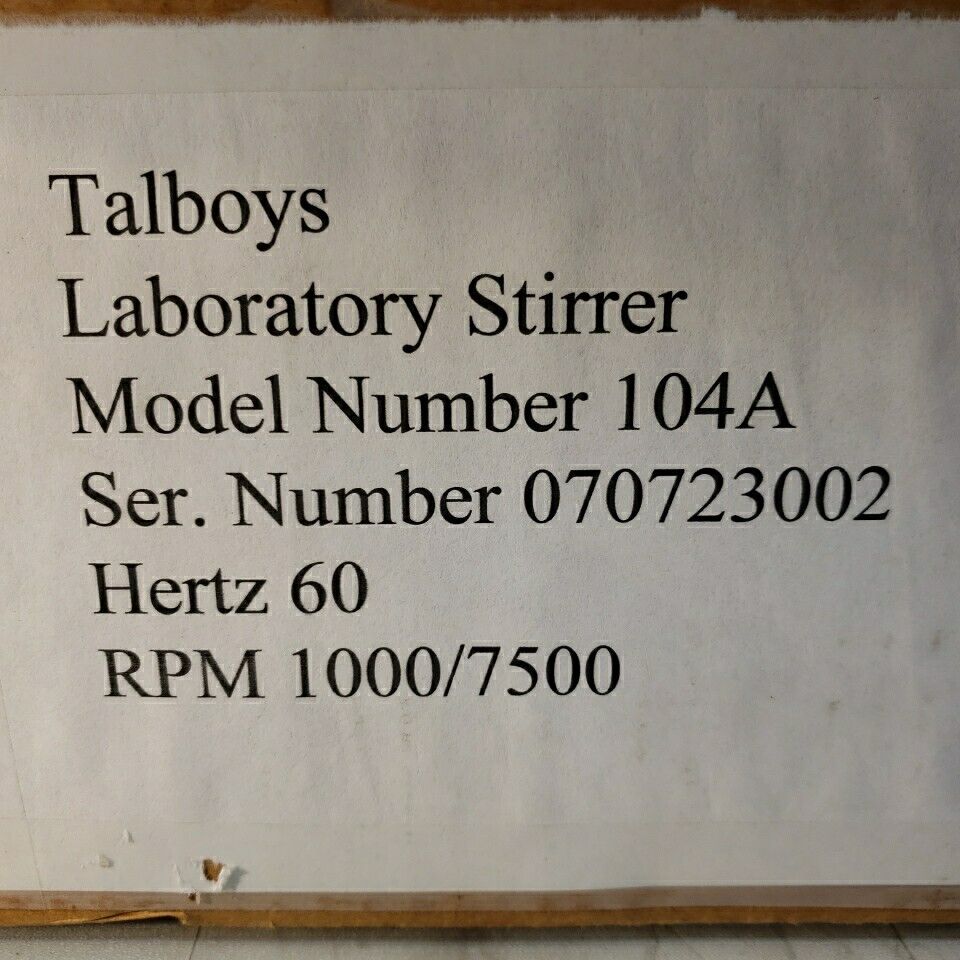 Talboys
Laboratory Stirrer
Model Number 104A
Ser. Number 070723002
Hertz 60
RPM 1000/7500